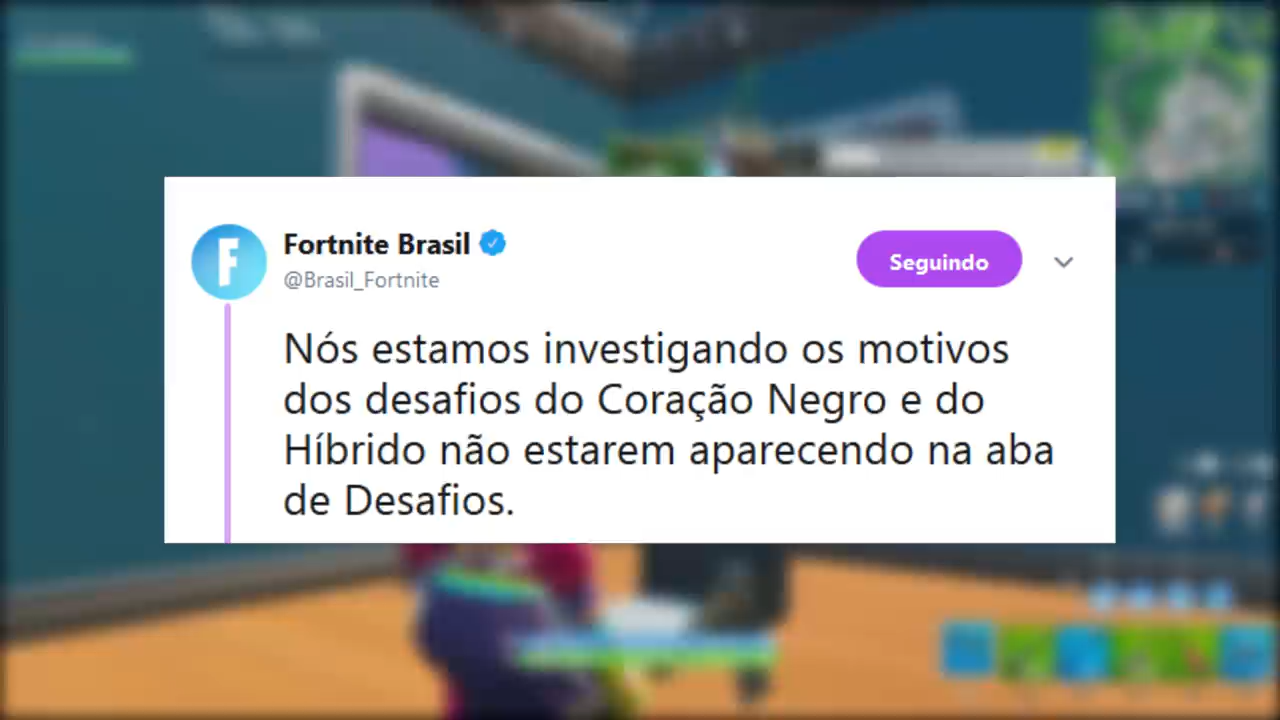 Fortnite Brasil
@Brasil_Fortnite
Seguindo
Nós estamos investigando os motivos
dos desafios do Coração Negro e do
Híbrido não estarem aparecendo na aba
de Desafios.